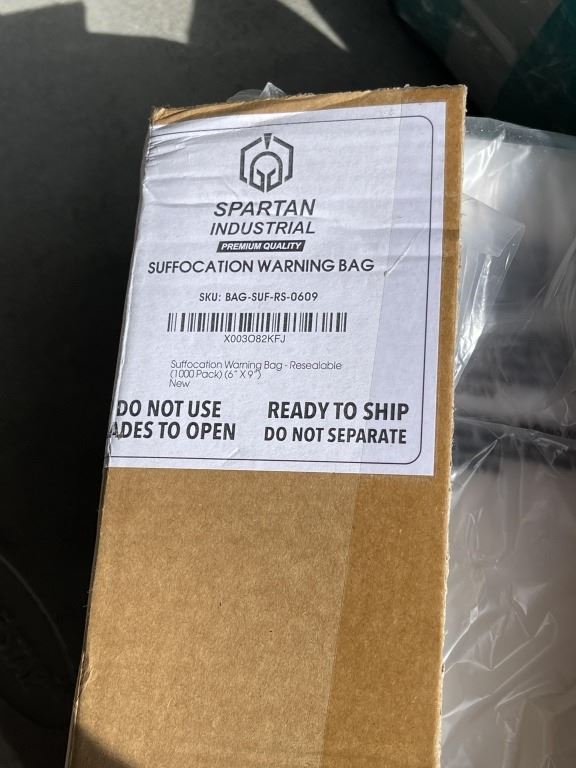 SPARTAN
INDUSTRIAL
PREMIUM QUALITY
SUFFOCATION WARNING BAG
SKU: BAG-SUF-RS-0609
X003O82KFJ
Suffocation Warning Bag - Resealable
(1000 Pack) (6" X 9")
New
DO NOT USE
ADES TO OPEN
READY TO SHIP
DO NOT SEPARATE